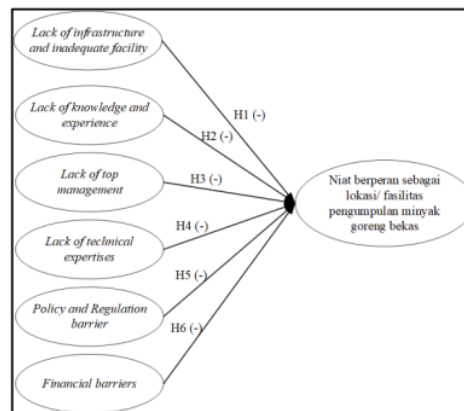 Lack of infrastructure
and inadequate facility
H1 (-)
Lack of knowledge and
experience
H2 (-)
Lack of top
management
H3 (-)
Niat berperan sebagai
lokasi/ fasilitas
pengumpulan minyak
goreng bekas
Lack of technical
expertises
H4 (-)
H5 (-)
Policy and Regulation
barrier
H6 (-)
Financial barriers